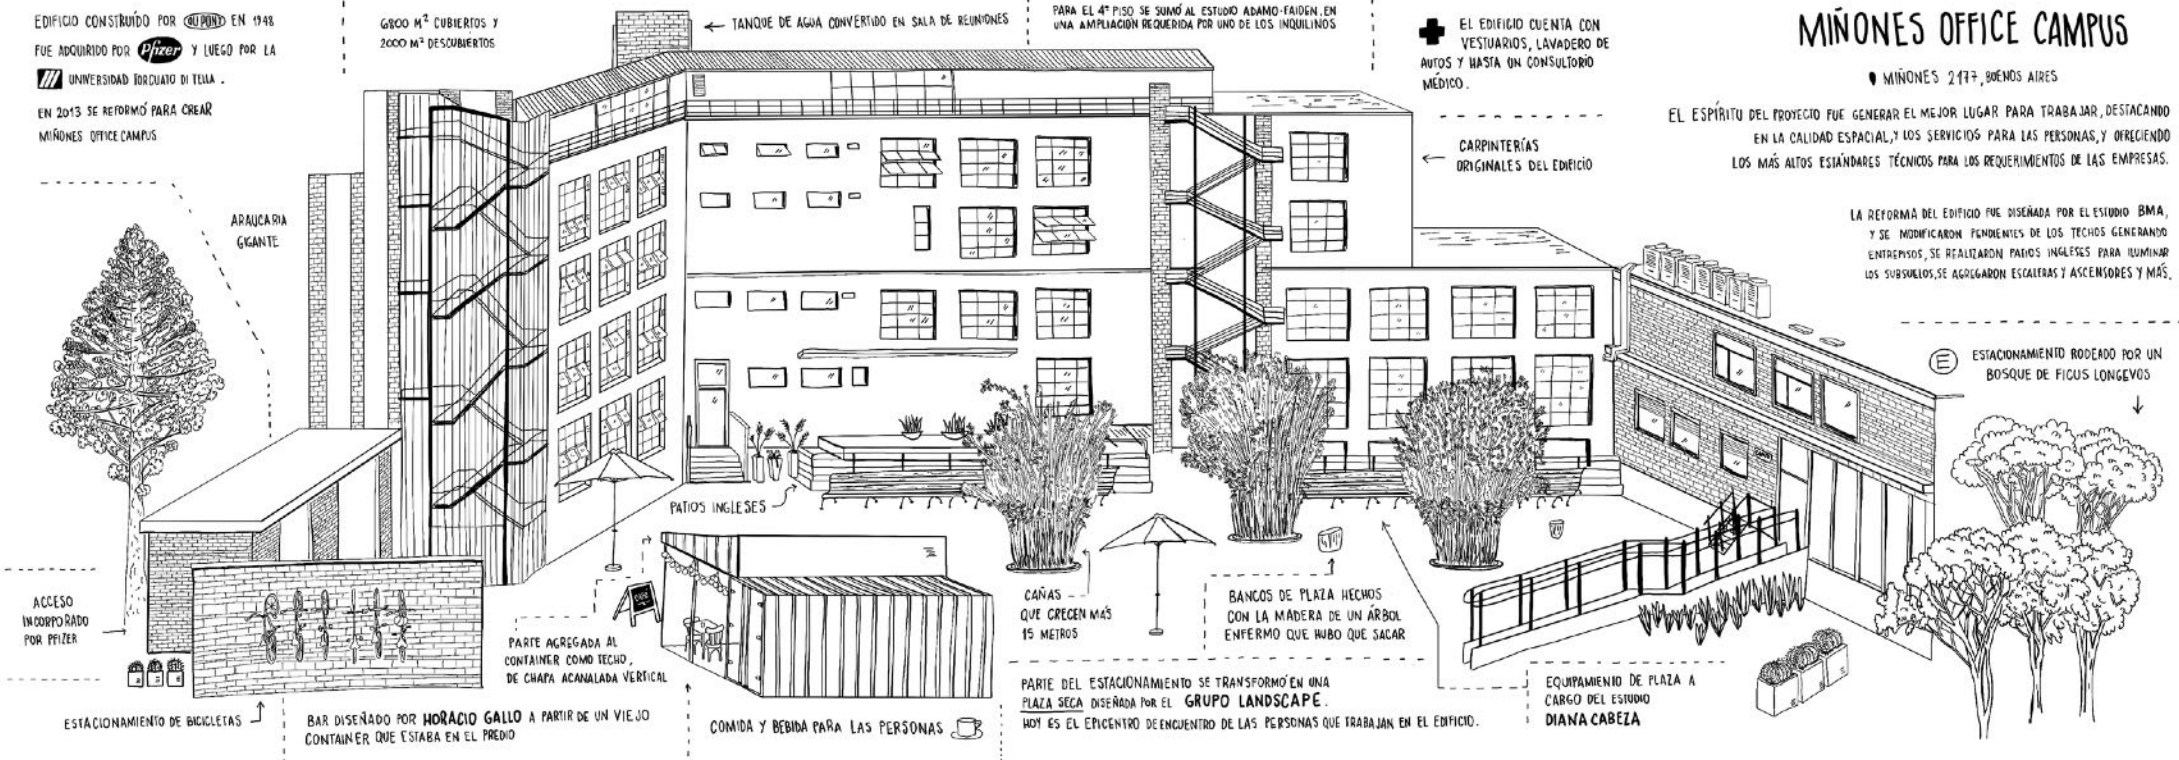 EDIFICIO CONSTRUÍDO POR DU PONT EN 1948
FUE ADQUIRIDO POR Pfizer Y LUEGO POR LA
UNIVERSIDAD TORCUATO DI TELLA.
EN 2013 SE REFORMÓ PARA CREAR
MIÑONES OFFICE CAMPUS
6800 M² CUBIERTOS Y
2000 M² DESCUBIERTOS
TANQUE DE AGUA CONVERTIDO EN SALA DE REUNIONES
PARA EL 4º PISO SE SUMÓ AL ESTUDIO ADAMO-FAIDEN, EN
UNA AMPLIACIÓN REQUERIDA POR UNO DE LOS INQUILINOS
EL EDIFICIO CUENTA CON
VESTUARIOS, LAVADERO DE
AUTOS Y HASTA UN CONSULTORIO
MÉDICO.
CARPINTERÍAS
ORIGINALES DEL EDIFICIO
MIÑONES OFFICE CAMPUS
MIÑONES 2177, BUENOS AIRES
EL ESPÍRITU DEL PROYECTO FUE GENERAR EL MEJOR LUGAR PARA TRABAJAR, DESTACANDO
EN LA CALIDAD ESPACIAL, Y LOS SERVICIOS PARA LAS PERSONAS, Y OFRECIENDO
LOS MÁS ALTOS ESTÁNDARES TÉCNICOS PARA LOS REQUERIMIENTOS DE LAS EMPRESAS.
LA REFORMA DEL EDIFICIO FUE DISEÑADA POR EL ESTUDIO BMA,
Y SE MODIFICARON PENDIENTES DE LOS TECHOS GENERANDO
ENTREPISOS, SE REALIZARON PATIOS INGLESES PARA ILUMINAR
LOS SUBSUELOS, SE AGREGARON ESCALERAS Y ASCENSORES Y MÁS.
E
ESTACIONAMIENTO RODEADO POR UN
BOSQUE DE FICUS LONGEVOS
ARAUCARIA
GIGANTE
PATIOS INGLESES
ACCESO
INCORPORADO
POR PFIZER
ESTACIONAMIENTO DE BICICLETAS
PARTE AGREGADA AL
CONTAINER COMO TECHO,
DE CHAPA ACANALADA VERTICAL
BAR DISEÑADO POR HORACIO GALLO A PARTIR DE UN VIEJO
CONTAINER QUE ESTABA EN EL PREDIO
COMIDA Y BEBIDA PARA LAS PERSONAS
CAÑAS
QUE CRECEN MÁS
15 METROS
BANCOS DE PLAZA HECHOS
CON LA MADERA DE UN ÁRBOL
ENFERMO QUE HUBO QUE SACAR
PARTE DEL ESTACIONAMIENTO SE TRANSFORMÓ EN UNA
PLAZA SECA DISEÑADA POR EL GRUPO LANDSCAPE.
HOY ES EL EPICENTRO DE ENCUENTRO DE LAS PERSONAS QUE TRABAJAN EN EL EDIFICIO.
EQUIPAMIENTO DE PLAZA A
CARGO DEL ESTUDIO
DIANA CABEZA